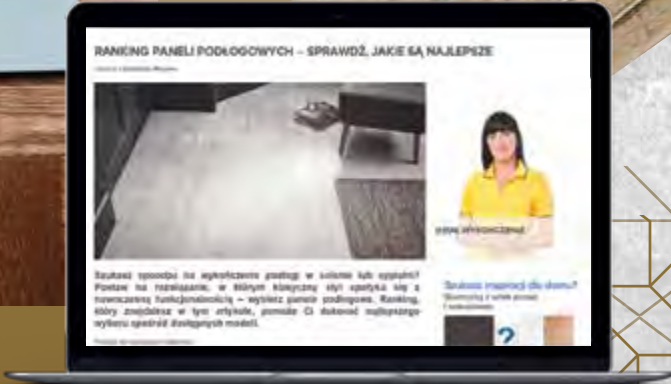 RANKING PANELI PODŁOGOWYCH – SPRAWDŹ, JAKIE SĄ NAJLEPSZE
Szukasz sposobu na wykończenie podłogi w salonie lub sypialni?
Postaw na rozwiązanie, w którym klasyczny styl spotyka się z
nowoczesną funkcjonalnością – wybierz panele podłogowe. Ranking,
który znajdziesz w tym artykule, pomoże Ci dokonać najlepszego
wyboru spośród dostępnych modeli.
Szukasz inspiracji dla domu?
?